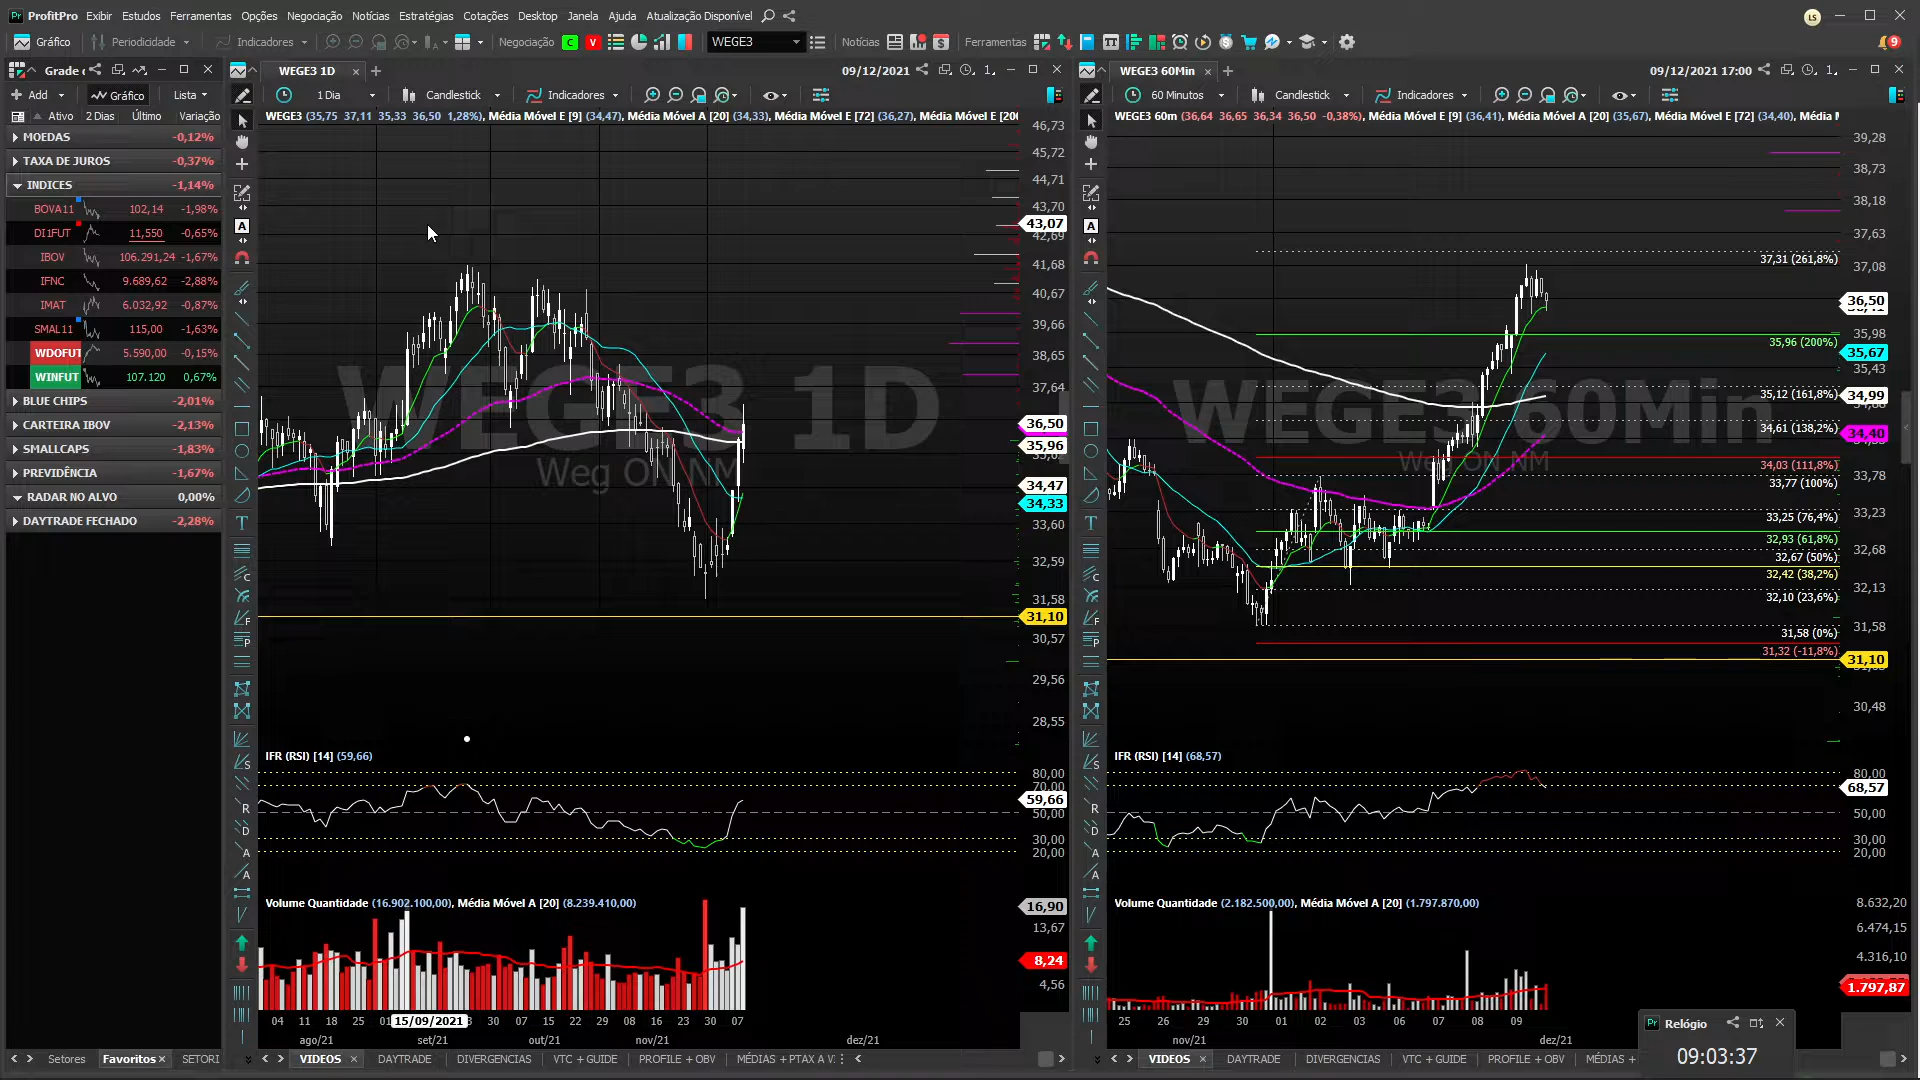 ProfitPro Exibir Estudos Ferramentas Opções Negociação Notícias Estratégias Cotações Desktop Janela Ajuda Atualização Disponível LS
Gráfico Periodicidade Indicadores Negociação C V WEGE3 Notícias Ferramentas 9
Grade WEGE3 1D 09/12/2021 1 WEGE3 60Min 09/12/2021 17:00 1
Add Gráfico Lista 1 Dia Candlestick Indicadores 60 Minutos Candlestick Indicadores
Ativo 2 Dias Último Variação
WEGE3 (35,75 37,11 35,33 36,50 1,28%), Média Móvel E [9] (34,47), Média Móvel A [20] (34,33), Média Móvel E [72] (36,27), Média Móvel E [200
WEGE3 60m (36,64 36,65 36,34 36,50 -0,38%), Média Móvel E [9] (36,41), Média Móvel A [20] (35,67), Média Móvel E [72] (34,40), Média
MOEDAS -0,12%
TAXA DE JUROS -0,37%
INDICES -1,14%
BOVA11 102,14 -1,98%
DI1FUT 11,550 -0,65%
IBOV 106.291,24 -1,67%
IFNC 9.689,62 -2,88%
IMAT 6.032,92 -0,87%
SMAL11 115,00 -1,63%
WDOFUT 5.590,00 -0,15%
WINFUT 107.120 0,67%
BLUE CHIPS -2,01%
CARTEIRA IBOV -2,13%
SMALLCAPS -1,83%
PREVIDÊNCIA -1,67%
RADAR NO ALVO 0,00%
DAYTRADE FECHADO -2,28%
WEGE3 1D
Weg ON NM
46,73
45,72
44,71
43,70
43,07
42,69
41,68
40,67
39,66
38,65
37,64
36,50
35,96
34,47
34,33
33,60
32,59
31,58
31,10
30,57
29,56
28,55
IFR (RSI) [14] (59,66)
80,00
70,00
59,66
50,00
30,00
20,00
Volume Quantidade (16.902.100,00), Média Móvel A [20] (8.239.410,00)
16,90
13,67
8,24
4,56
04 11 18 25 01 15/09/2021 30 07 15 22 29 08 16 23 30 07
ago/21 set/21 out/21 nov/21 dez/21
WEGE3 60Min
Weg ON NM
37,31 (261,8%)
35,96 (200%)
35,12 (161,8%)
34,61 (138,2%)
34,03 (111,8%)
33,77 (100%)
33,25 (76,4%)
32,93 (61,8%)
32,67 (50%)
32,42 (38,2%)
32,10 (23,6%)
31,58 (0%)
31,32 (-11,8%)
39,28
38,73
38,18
37,63
37,08
36,50
35,98
35,67
35,43
34,99
34,40
33,78
33,23
32,68
32,13
31,58
31,10
30,48
IFR (RSI) [14] (68,57)
80,00
68,57
50,00
30,00
20,00
Volume Quantidade (2.182.500,00), Média Móvel A [20] (1.797.870,00)
8.632,20
6.474,15
4.316,10
1.797,87
25 26 29 30 01 02 03 06 07 08 09
nov/21 dez/21
Relógio
09:03:37
Setores Favoritos SETORI VIDEOS DAYTRADE DIVERGENCIAS VTC + GUIDE PROFILE + OBV MÉDIAS + PTAX A V VIDEOS DAYTRADE DIVERGENCIAS VTC + GUIDE PROFILE + OBV MÉDIAS +